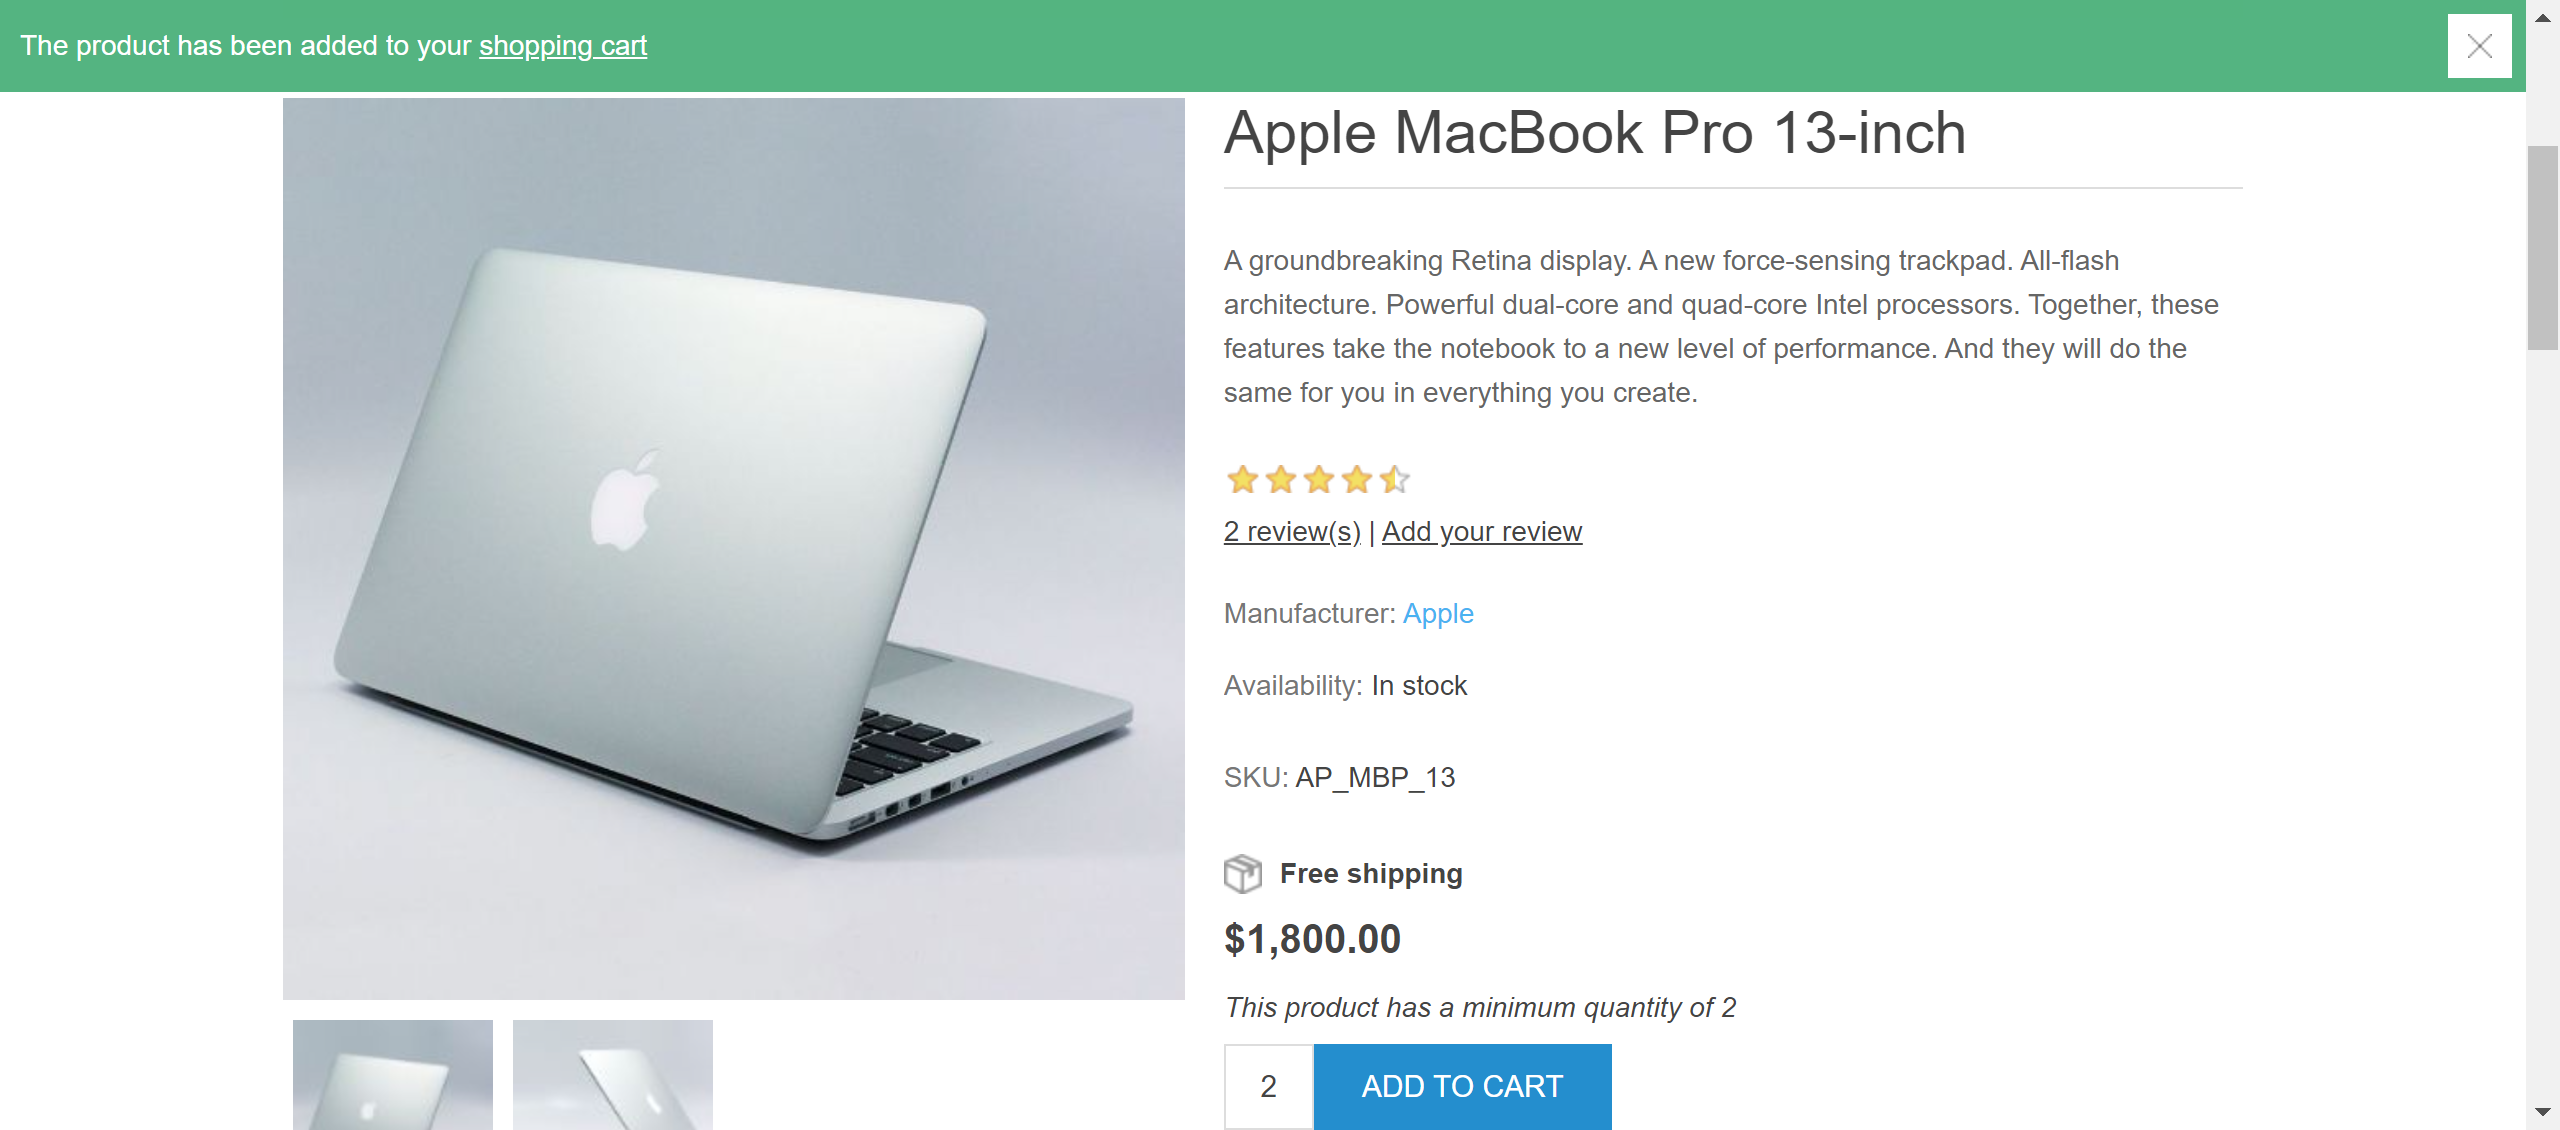 The product has been added to your shopping cart
Apple MacBook Pro 13-inch
A groundbreaking Retina display. A new force-sensing trackpad. All-flash
architecture. Powerful dual-core and quad-core Intel processors. Together, these
features take the notebook to a new level of performance. And they will do the
same for you in everything you create.
2 review(s) | Add your review
Manufacturer: Apple
Availability: In stock
SKU: AP_MBP_13
Free shipping
$1,800.00
This product has a minimum quantity of 2
2 ADD TO CART